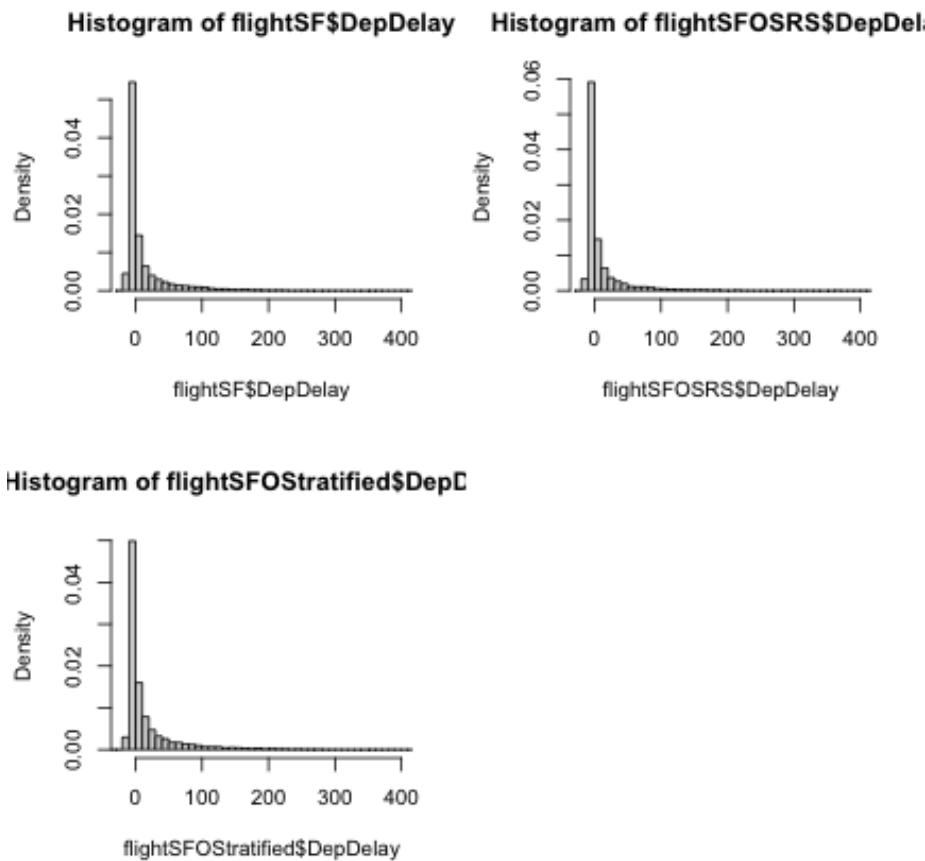 Histogram of flightSF$DepDelay
Density
0.00 0.02 0.04
0 100 200 300 400
flightSF$DepDelay
Histogram of flightSFOSRS$DepDela
Density
0.00 0.02 0.04 0.06
0 100 200 300 400
flightSFOSRS$DepDelay
Histogram of flightSFOStratified$DepD
Density
0.00 0.02 0.04
0 100 200 300 400
flightSFOStratified$DepDelay